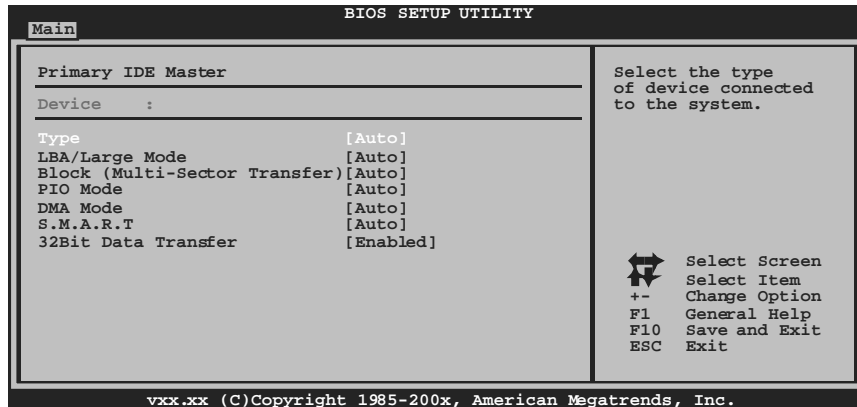 BIOS SETUP UTILITY
Main
Primary IDE Master
Device :
Type [Auto]
LBA/Large Mode [Auto]
Block (Multi-Sector Transfer)[Auto]
PIO Mode [Auto]
DMA Mode [Auto]
S.M.A.R.T [Auto]
32Bit Data Transfer [Enabled]
Select the type
of device connected
to the system.
Select Screen
Select Item
+- Change Option
F1 General Help
F10 Save and Exit
ESC Exit
vxx.xx (C)Copyright 1985-200x, American Megatrends, Inc.